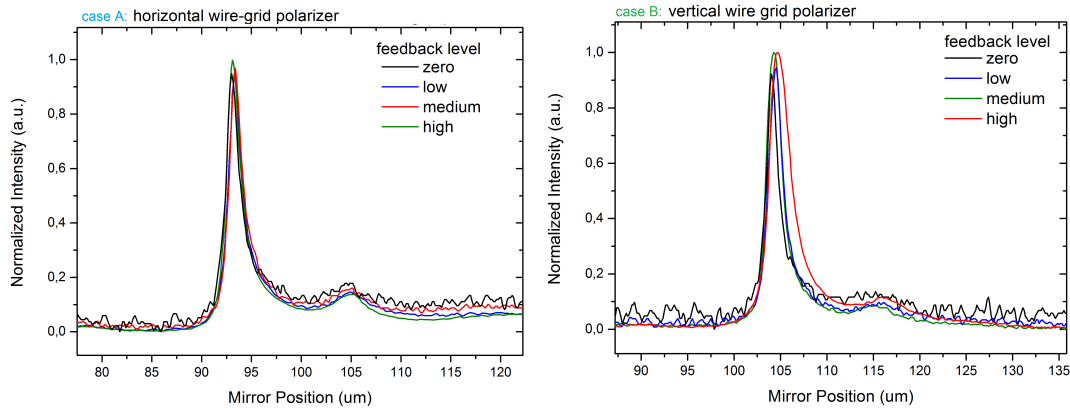 case A: horizontal wire-grid polarizer
feedback level
zero
low
medium
high
1,0
0,8
0,6
0,4
0,2
0,0
Normalized Intensity (a.u.)
80 85 90 95 100 105 110 115 120
Mirror Position (um)
case B: vertical wire grid polarizer
feedback level
zero
low
medium
high
1,0
0,8
0,6
0,4
0,2
0,0
Normalized Intensity (a.u.)
90 95 100 105 110 115 120 125 130 135
Mirror Position (um)